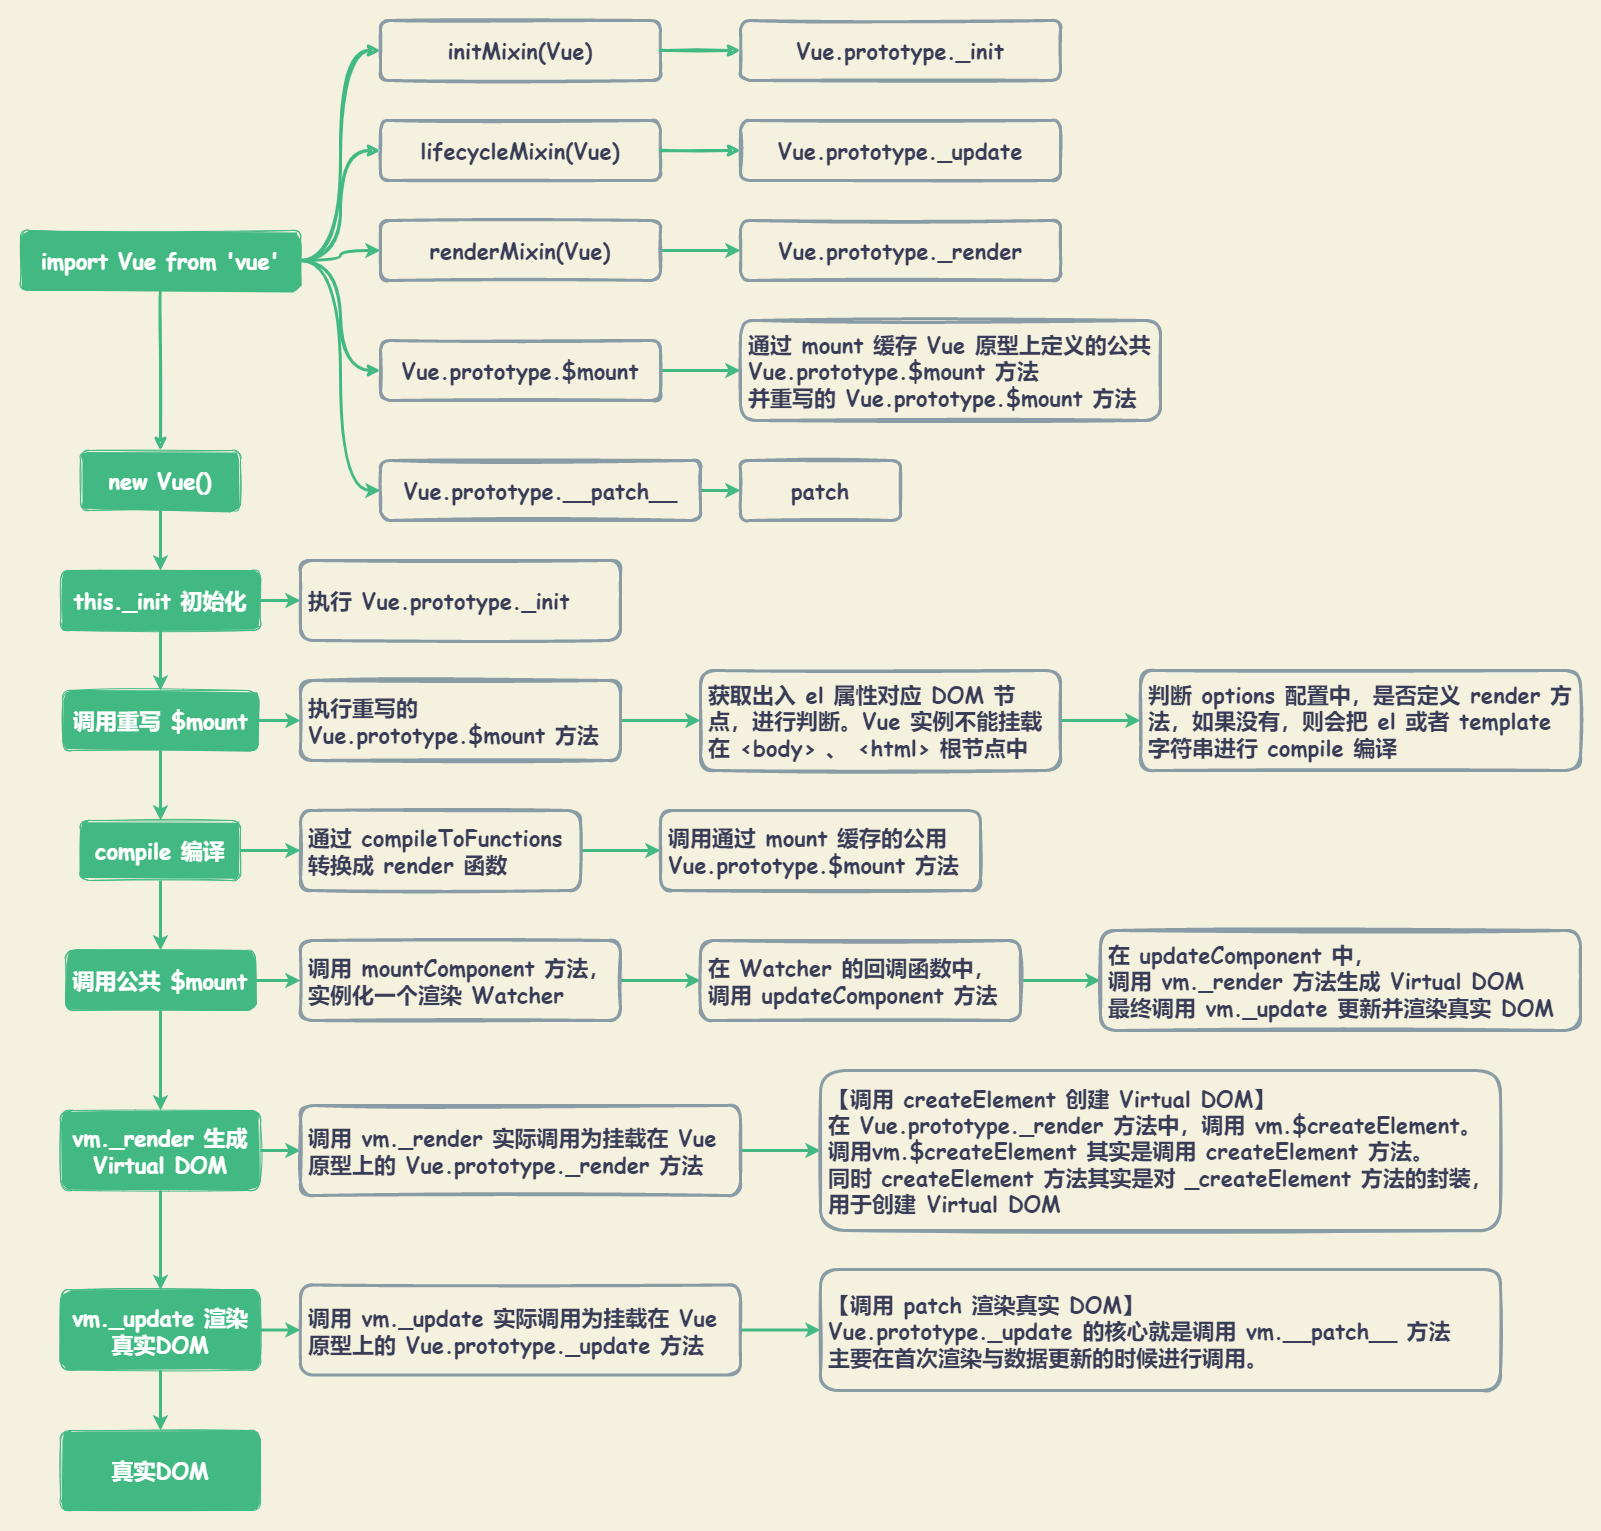 initMixin(Vue)
Vue.prototype._init
lifecycleMixin(Vue)
Vue.prototype._update
import Vue from 'vue'
renderMixin(Vue)
Vue.prototype._render
Vue.prototype.$mount
通过 mount 缓存 Vue 原型上定义的公共
Vue.prototype.$mount 方法
并重写的 Vue.prototype.$mount 方法
new Vue()
Vue.prototype.__patch__
patch
this._init 初始化
执行 Vue.prototype._init
调用重写 $mount
执行重写的
Vue.prototype.$mount 方法
获取出入 el 属性对应 DOM 节
点，进行判断。Vue 实例不能挂载
在 <body> 、 <html> 根节点中
判断 options 配置中，是否定义 render 方
法，如果没有，则会把 el 或者 template
字符串进行 compile 编译
compile 编译
通过 compileToFunctions
转换成 render 函数
调用通过 mount 缓存的公用
Vue.prototype.$mount 方法
调用公共 $mount
调用 mountComponent 方法，
实例化一个渲染 Watcher
在 Watcher 的回调函数中，
调用 updateComponent 方法
在 updateComponent 中，
调用 vm._render 方法生成 Virtual DOM
最终调用 vm._update 更新并渲染真实 DOM
vm._render 生成
Virtual DOM
调用 vm._render 实际调用为挂载在 Vue
原型上的 Vue.prototype._render 方法
【调用 createElement 创建 Virtual DOM】
在 Vue.prototype._render 方法中，调用 vm.$createElement。
调用vm.$createElement 其实是调用 createElement 方法。
同时 createElement 方法其实是对 _createElement 方法的封装，
用于创建 Virtual DOM
vm._update 渲染
真实DOM
调用 vm._update 实际调用为挂载在 Vue
原型上的 Vue.prototype._update 方法
【调用 patch 渲染真实 DOM】
Vue.prototype._update 的核心就是调用 vm.__patch__ 方法
主要在首次渲染与数据更新的时候进行调用。
真实DOM